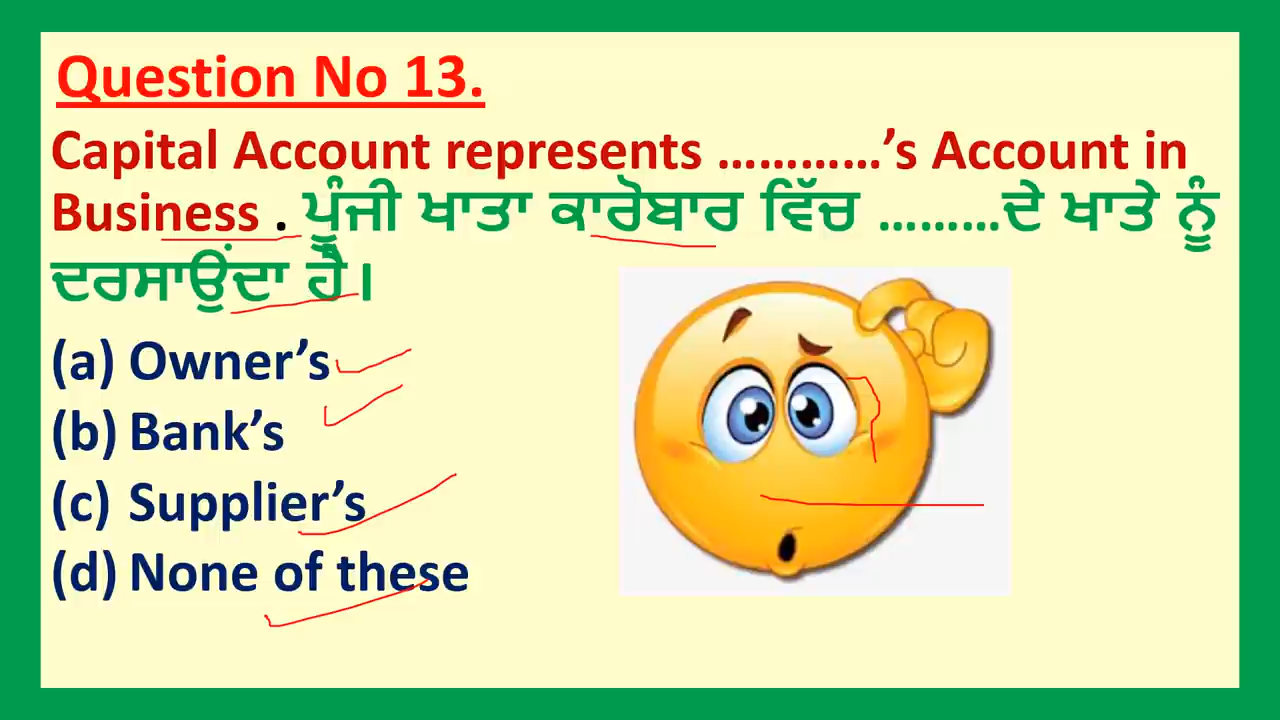 Question No 13.
Capital Account represents ………….’s Account in
Business . ਪੂੰਜੀ ਖਾਤਾ ਕਾਰੋਬਾਰ ਵਿੱਚ ………ਦੇ ਖਾਤੇ ਨੂੰ
ਦਰਸਾਉਂਦਾ ਹੈ।
(a) Owner’s
(b) Bank’s
(c) Supplier’s
(d) None of these